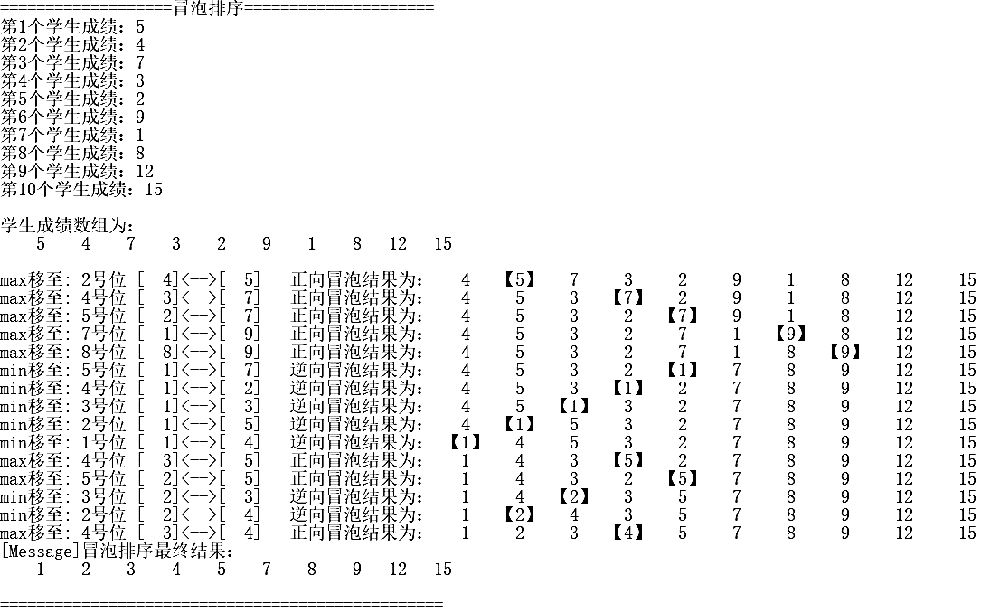 ===================冒泡排序=====================
第1个学生成绩：5
第2个学生成绩：4
第3个学生成绩：7
第4个学生成绩：3
第5个学生成绩：2
第6个学生成绩：9
第7个学生成绩：1
第8个学生成绩：8
第9个学生成绩：12
第10个学生成绩：15
学生成绩数组为：
5 4 7 3 2 9 1 8 12 15
max移至: 2号位 [ 4]<-->[ 5] 正向冒泡结果为： 4 【5】 7 3 2 9 1 8 12 15
max移至: 4号位 [ 3]<-->[ 7] 正向冒泡结果为： 4 5 3 【7】 2 9 1 8 12 15
max移至: 5号位 [ 2]<-->[ 7] 正向冒泡结果为： 4 5 3 2 【7】 9 1 8 12 15
max移至: 7号位 [ 1]<-->[ 9] 正向冒泡结果为： 4 5 3 2 7 1 【9】 8 12 15
max移至: 8号位 [ 8]<-->[ 9] 正向冒泡结果为： 4 5 3 2 7 1 8 【9】 12 15
min移至: 5号位 [ 1]<-->[ 7] 逆向冒泡结果为： 4 5 3 2 【1】 7 8 9 12 15
min移至: 4号位 [ 1]<-->[ 2] 逆向冒泡结果为： 4 5 3 【1】 2 7 8 9 12 15
min移至: 3号位 [ 1]<-->[ 3] 逆向冒泡结果为： 4 5 【1】 3 2 7 8 9 12 15
min移至: 2号位 [ 1]<-->[ 5] 逆向冒泡结果为： 4 【1】 5 3 2 7 8 9 12 15
min移至: 1号位 [ 1]<-->[ 4] 逆向冒泡结果为： 【1】 4 5 3 2 7 8 9 12 15
max移至: 4号位 [ 3]<-->[ 5] 正向冒泡结果为： 1 4 3 【5】 2 7 8 9 12 15
max移至: 5号位 [ 2]<-->[ 5] 正向冒泡结果为： 1 4 3 2 【5】 7 8 9 12 15
min移至: 3号位 [ 2]<-->[ 3] 逆向冒泡结果为： 1 4 【2】 3 5 7 8 9 12 15
min移至: 2号位 [ 2]<-->[ 4] 逆向冒泡结果为： 1 【2】 4 3 5 7 8 9 12 15
max移至: 4号位 [ 3]<-->[ 4] 正向冒泡结果为： 1 2 3 【4】 5 7 8 9 12 15
[Message]冒泡排序最终结果：
1 2 3 4 5 7 8 9 12 15
=================================================